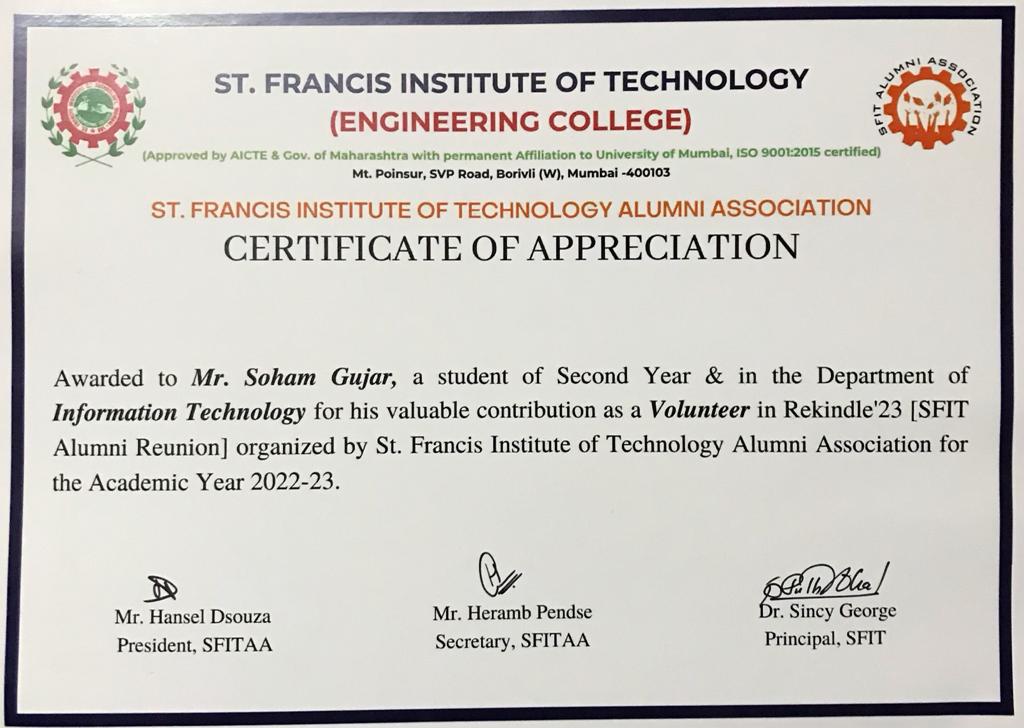 ST. FRANCIS INSTITUTE OF TECHNOLOGY
(ENGINEERING COLLEGE)
SFIT ALUMNI ASSOCIATION
(Approved by AICTE & Gov. of Maharashtra with permanent Affiliation to University of Mumbai, ISO 9001:2015 certified)
Mt. Poinsur, SVP Road, Borivli (W), Mumbai -400103
ST. FRANCIS INSTITUTE OF TECHNOLOGY ALUMNI ASSOCIATION
CERTIFICATE OF APPRECIATION
Awarded to Mr. Soham Gujar, a student of Second Year & in the Department of
Information Technology for his valuable contribution as a Volunteer in Rekindle'23 [SFIT
Alumni Reunion] organized by St. Francis Institute of Technology Alumni Association for
the Academic Year 2022-23.
Mr. Hansel Dsouza
President, SFITAA
Mr. Heramb Pendse
Secretary, SFITAA
Dr. Sincy George
Principal, SFIT